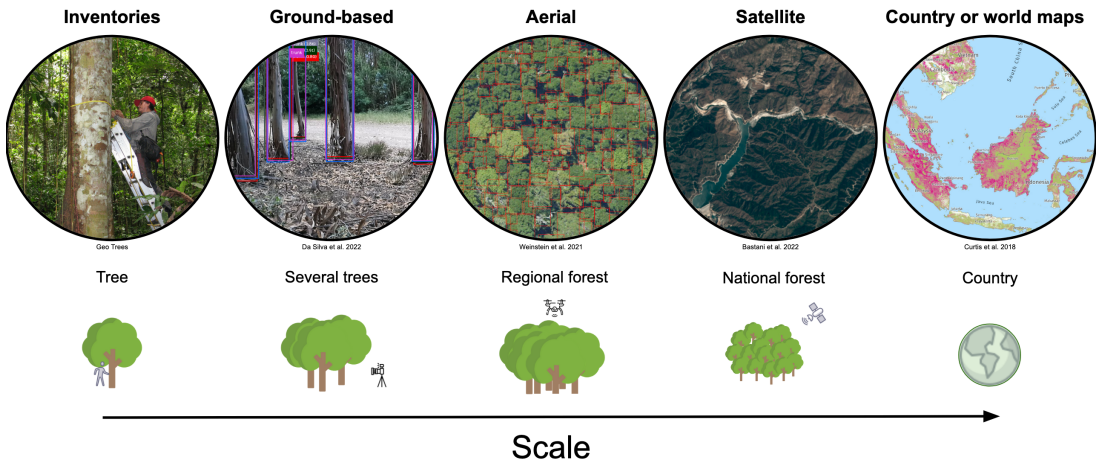 Inventories
Ground-based
Aerial
Satellite
Country or world maps
Geo Trees
Da Silva et al. 2022
Weinstein et al. 2021
Bastani et al. 2022
Curtis et al. 2018
Tree
Several trees
Regional forest
National forest
Country
Scale